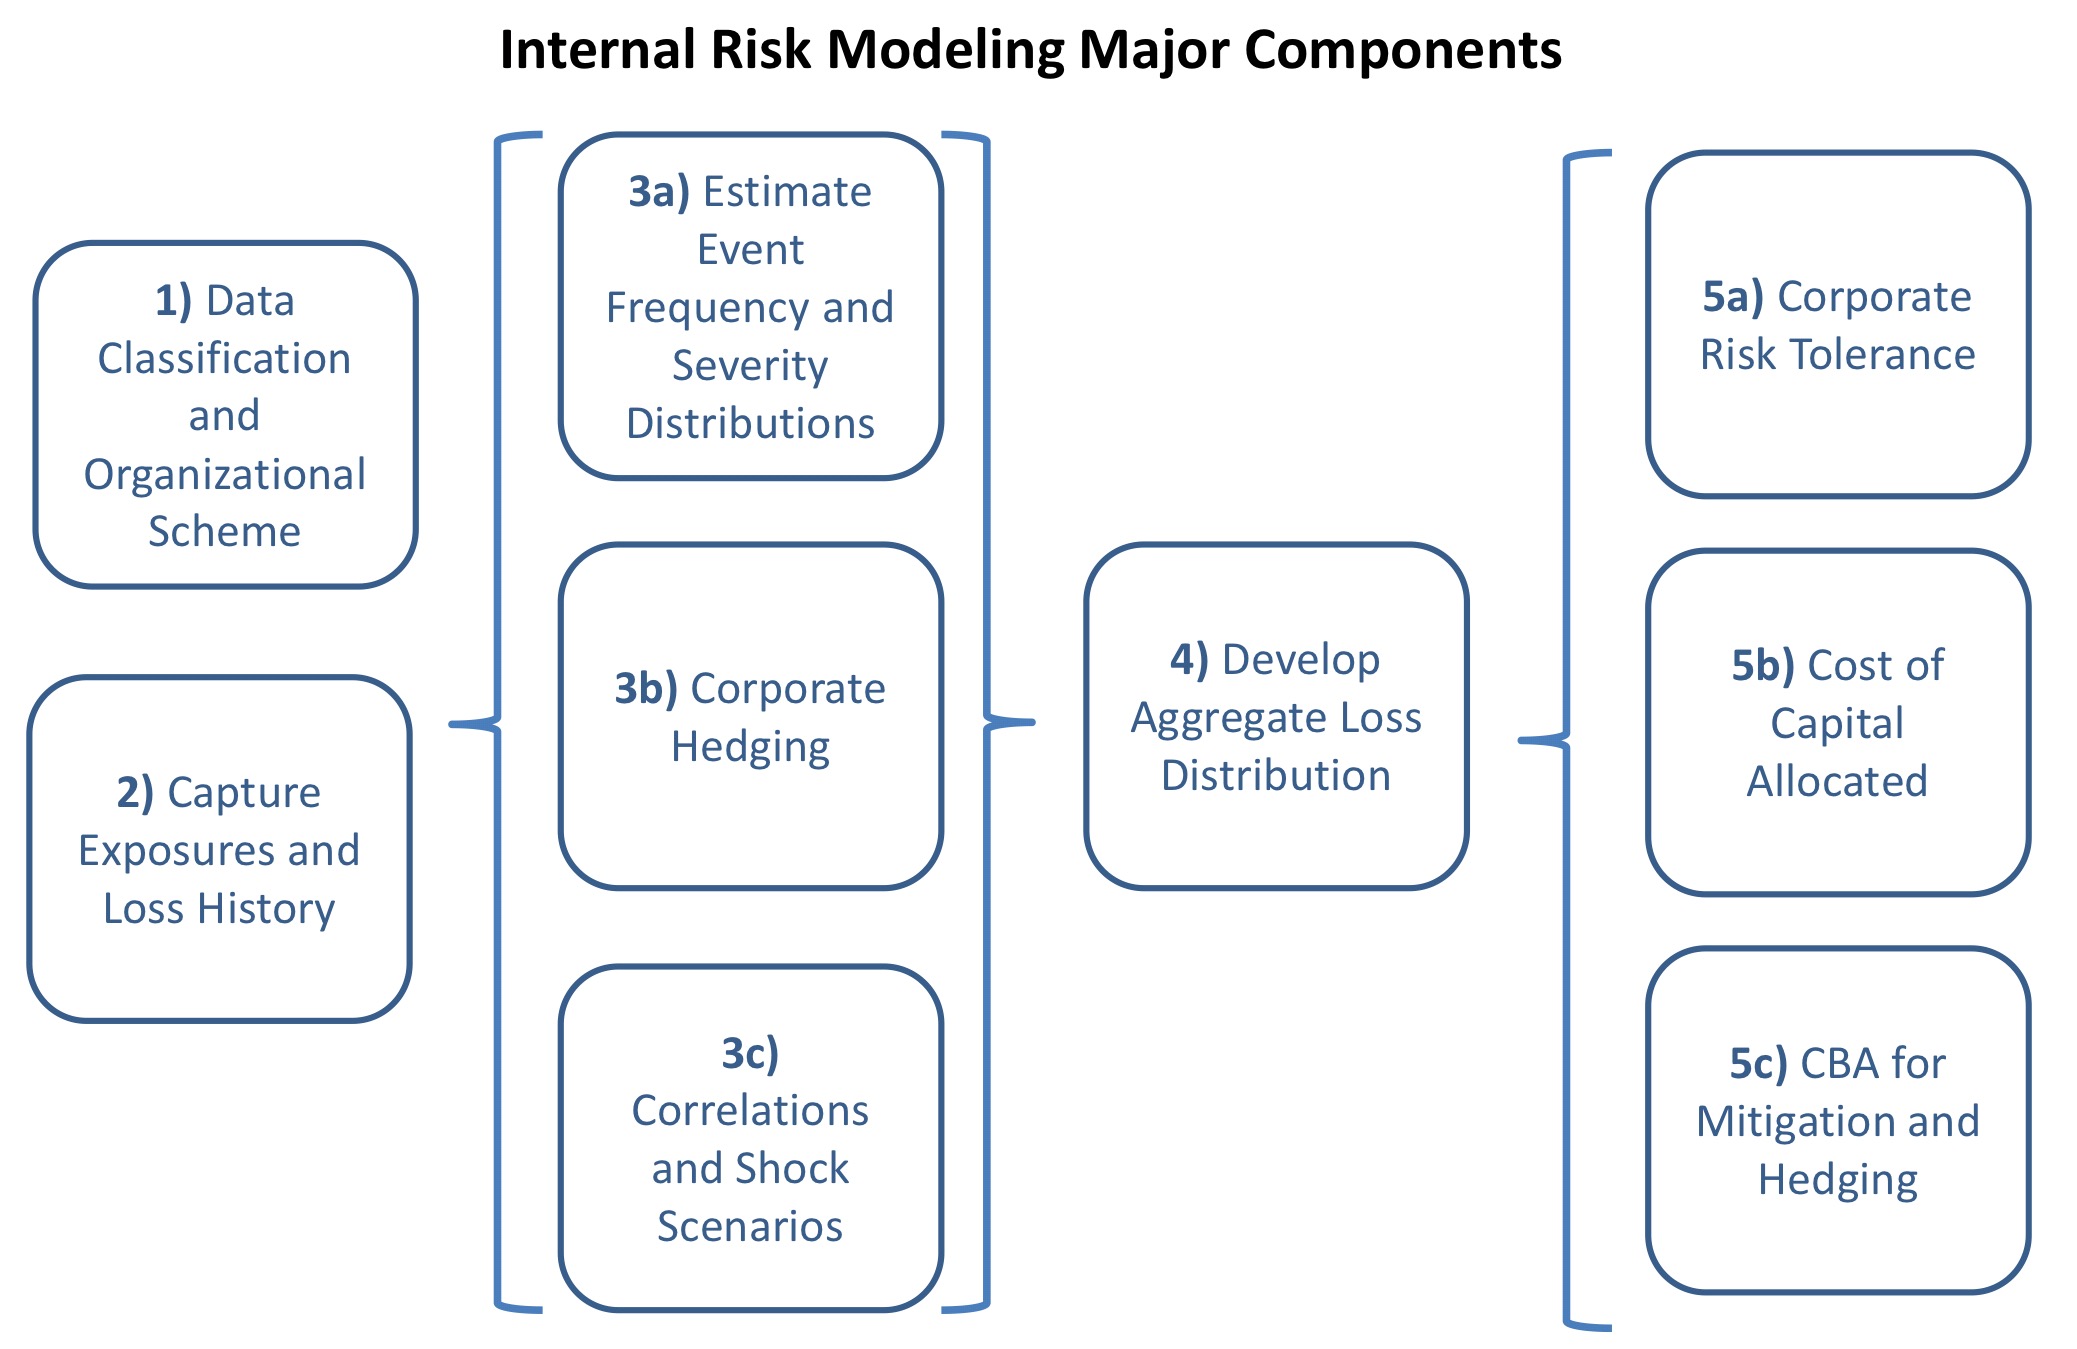 Internal Risk Modeling Major Components
1) Data
Classification
and
Organizational
Scheme
2) Capture
Exposures and
Loss History
3a) Estimate
Event
Frequency and
Severity
Distributions
3b) Corporate
Hedging
3c)
Correlations
and Shock
Scenarios
4) Develop
Aggregate Loss
Distribution
5a) Corporate
Risk Tolerance
5b) Cost of
Capital
Allocated
5c) CBA for
Mitigation and
Hedging